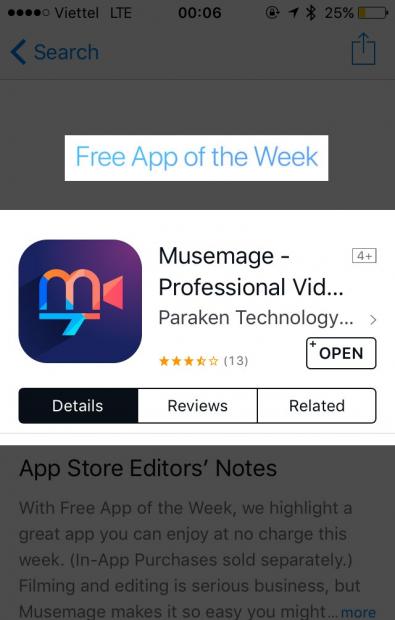 Viettel LTE 00:06 25%
Search
Free App of the Week
Musemage - 4+
Professional Vid...
Paraken Technology...
(13) +OPEN
Details Reviews Related
App Store Editors’ Notes
With Free App of the Week, we highlight a
great app you can enjoy at no charge this
week. (In-App Purchases sold separately.)
Filming and editing is serious business, but
Musemage makes it so easy you might...more